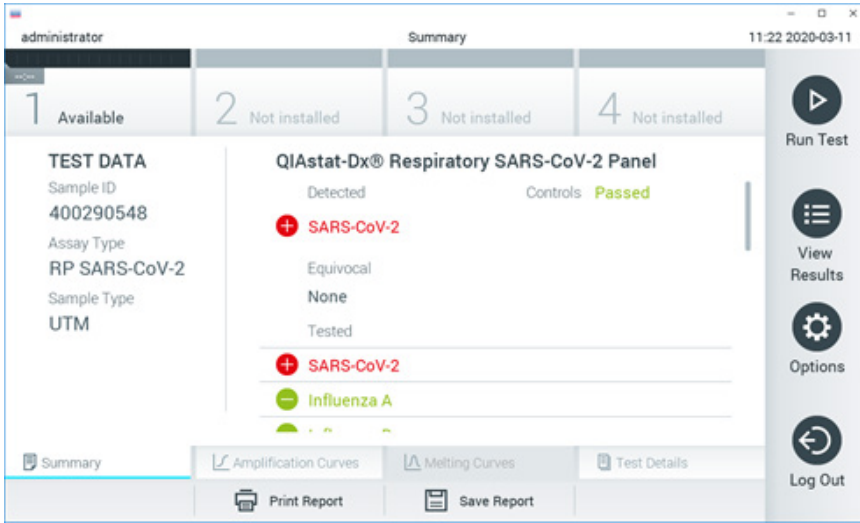 administrator
Summary
11:22 2020-03-11
--:--
1 Available
2 Not installed
3 Not installed
4 Not installed
Run Test
View
Results
Options
Log Out
TEST DATA
Sample ID
400290548
Assay Type
RP SARS-CoV-2
Sample Type
UTM
QIAstat-Dx® Respiratory SARS-CoV-2 Panel
Detected
Controls Passed
SARS-CoV-2
Equivocal
None
Tested
SARS-CoV-2
Influenza A
Summary
Amplification Curves
Melting Curves
Test Details
Print Report
Save Report